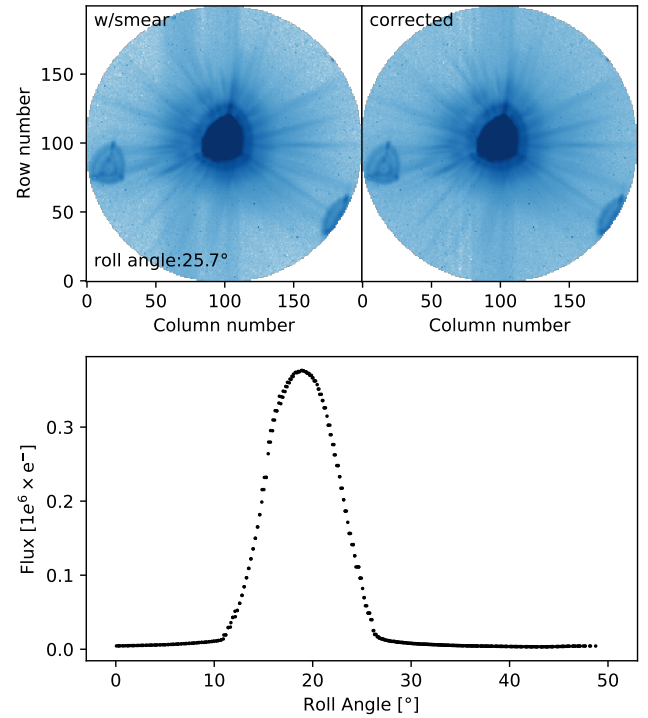 w/smear
corrected
Row number
150
100
50
0
roll angle:25.7°
0
50
100
150
0
50
100
150
Column number
Column number
Flux [1e⁶ × e⁻]
0.3
0.2
0.1
0.0
0
10
20
30
40
50
Roll Angle [°]